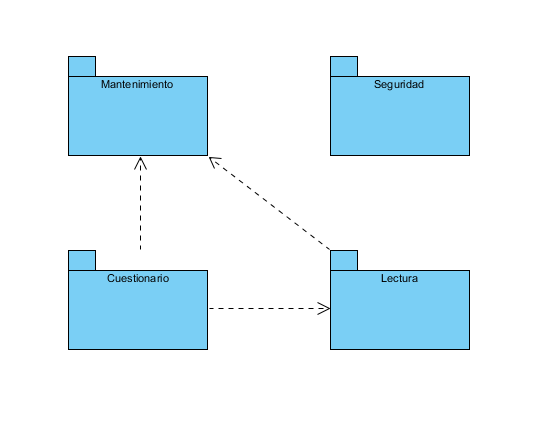 Mantenimiento
Seguridad
Cuestionario
Lectura